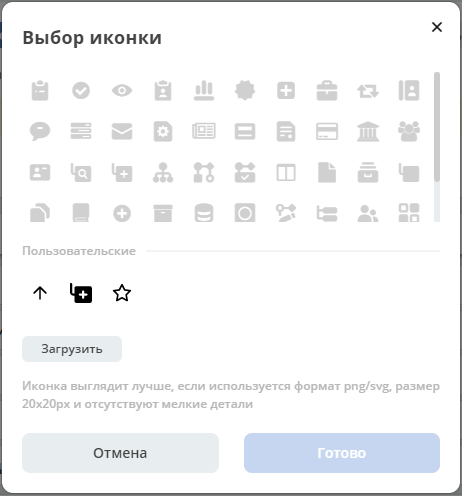 Выбор иконки
Пользовательские
Загрузить
Иконка выглядит лучше, если используется формат png/svg, размер
20x20px и отсутствуют мелкие детали
Отмена
Готово